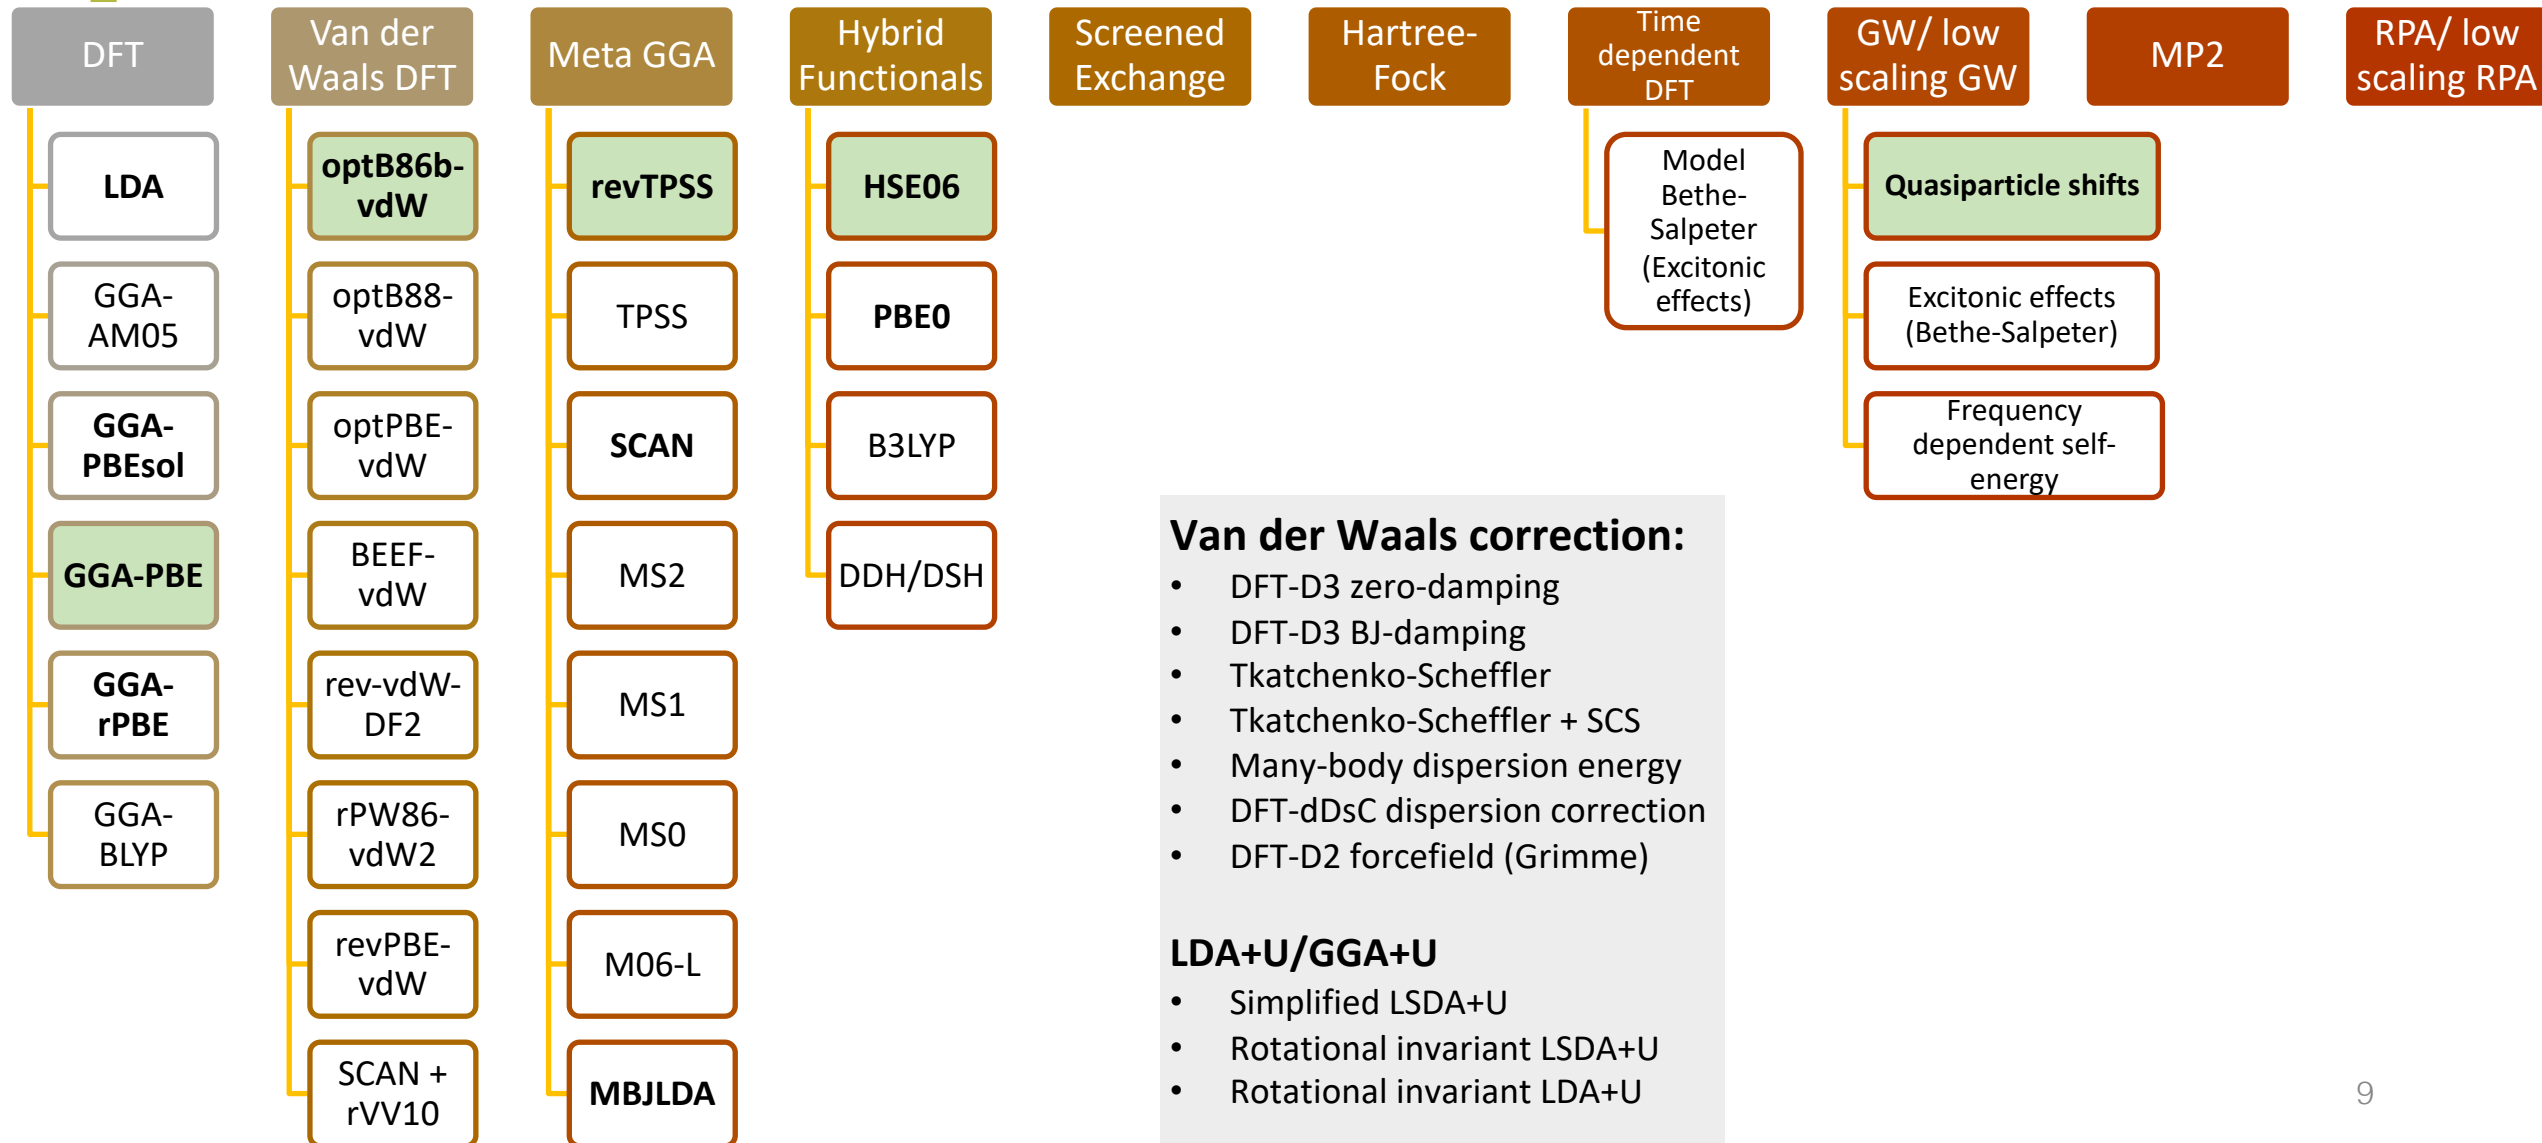 DFT
LDA
GGA-
AM05
GGA-
PBEsol
GGA-PBE
GGA-
rPBE
GGA-
BLYP
Van der
Waals DFT
optB86b-
vdW
optB88-
vdW
optPBE-
vdW
BEEF-
vdW
rev-vdW-
DF2
rPW86-
vdW2
revPBE-
vdW
SCAN +
rVV10
Meta GGA
revTPSS
TPSS
SCAN
MS2
MS1
MS0
M06-L
MBJLDA
Hybrid
Functionals
HSE06
PBE0
B3LYP
DDH/DSH
Screened
Exchange
Hartree-
Fock
Time
dependent
DFT
Model
Bethe-
Salpeter
(Excitonic
effects)
GW/ low
scaling GW
Quasiparticle shifts
Excitonic effects
(Bethe-Salpeter)
Frequency
dependent self-
energy
MP2
RPA/ low
scaling RPA
Van der Waals correction:
• DFT-D3 zero-damping
• DFT-D3 BJ-damping
• Tkatchenko-Scheffler
• Tkatchenko-Scheffler + SCS
• Many-body dispersion energy
• DFT-dDsC dispersion correction
• DFT-D2 forcefield (Grimme)
LDA+U/GGA+U
• Simplified LSDA+U
• Rotational invariant LSDA+U
• Rotational invariant LDA+U
9